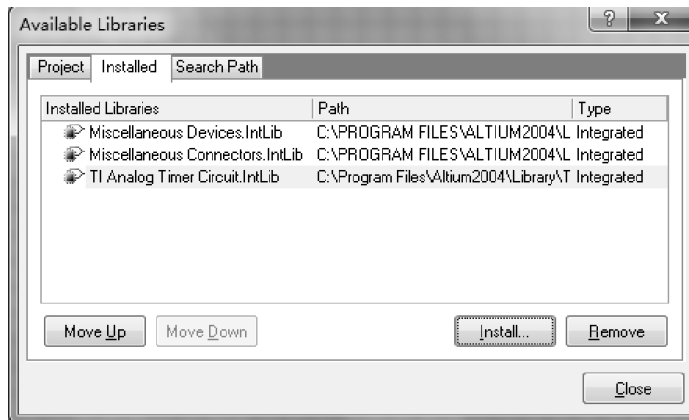 Available Libraries
? X
Project Installed Search Path
Installed Libraries Path Type
Miscellaneous Devices.IntLib C:\PROGRAM FILES\ALTIUM2004\L Integrated
Miscellaneous Connectors.IntLib C:\PROGRAM FILES\ALTIUM2004\L Integrated
TI Analog Timer Circuit.IntLib C:\Program Files\Altium2004\Library\T Integrated
Move Up Move Down Install... Remove
Close